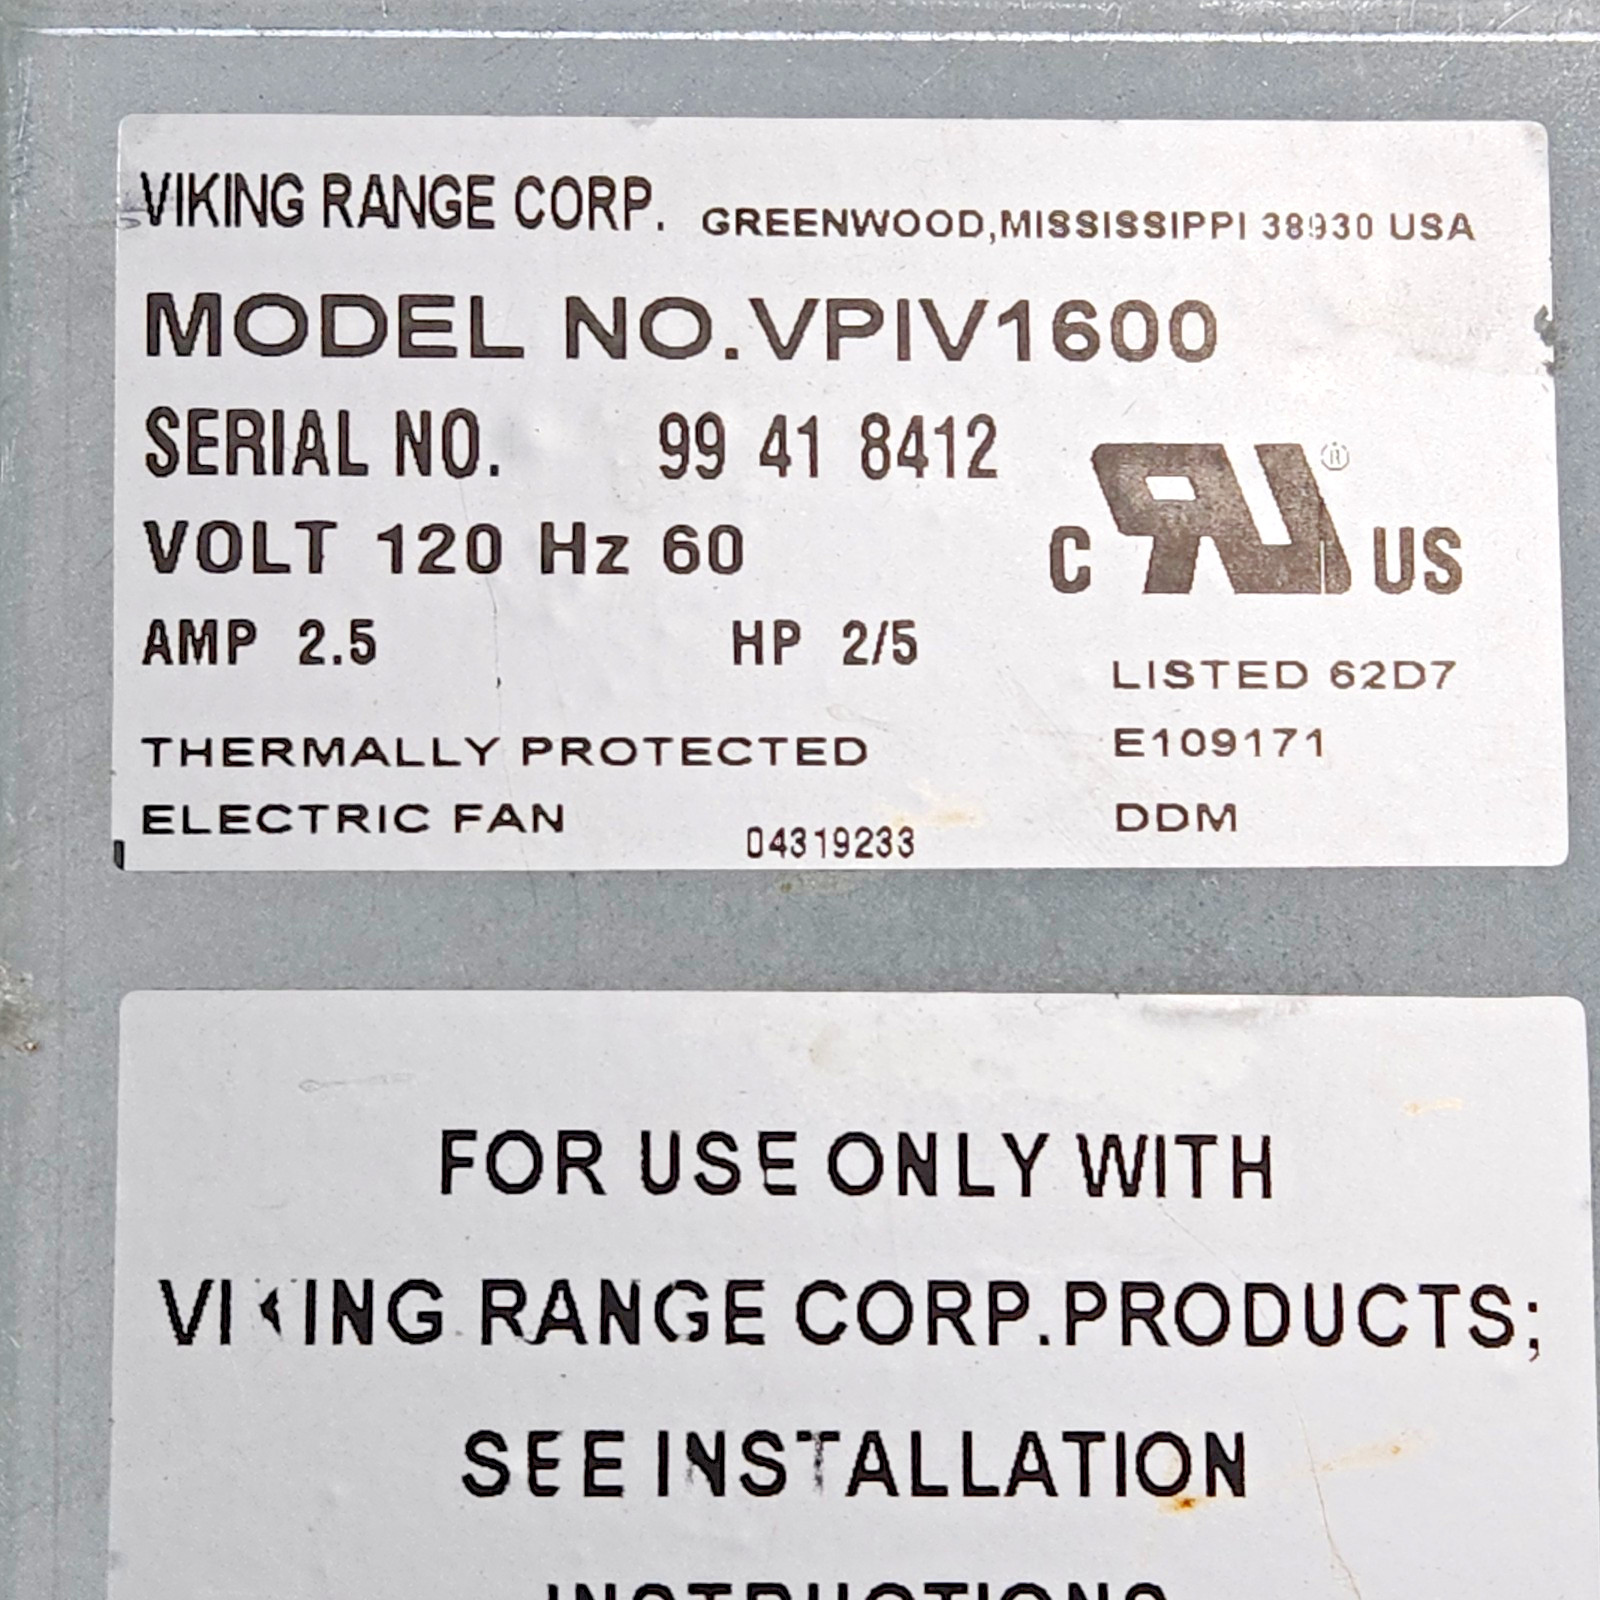 VIKING RANGE CORP. GREENWOOD,MISSISSIPPI 38930 USA
MODEL NO.VPIV1600
SERIAL NO. 99 41 8412
VOLT 120 Hz 60
C RU ® US
AMP 2.5 HP 2/5
LISTED 62D7
THERMALLY PROTECTED
E109171
ELECTRIC FAN
04319233
DDM
FOR USE ONLY WITH
VIKING RANGE CORP.PRODUCTS;
SEE INSTALLATION
INSTRUCTIONS